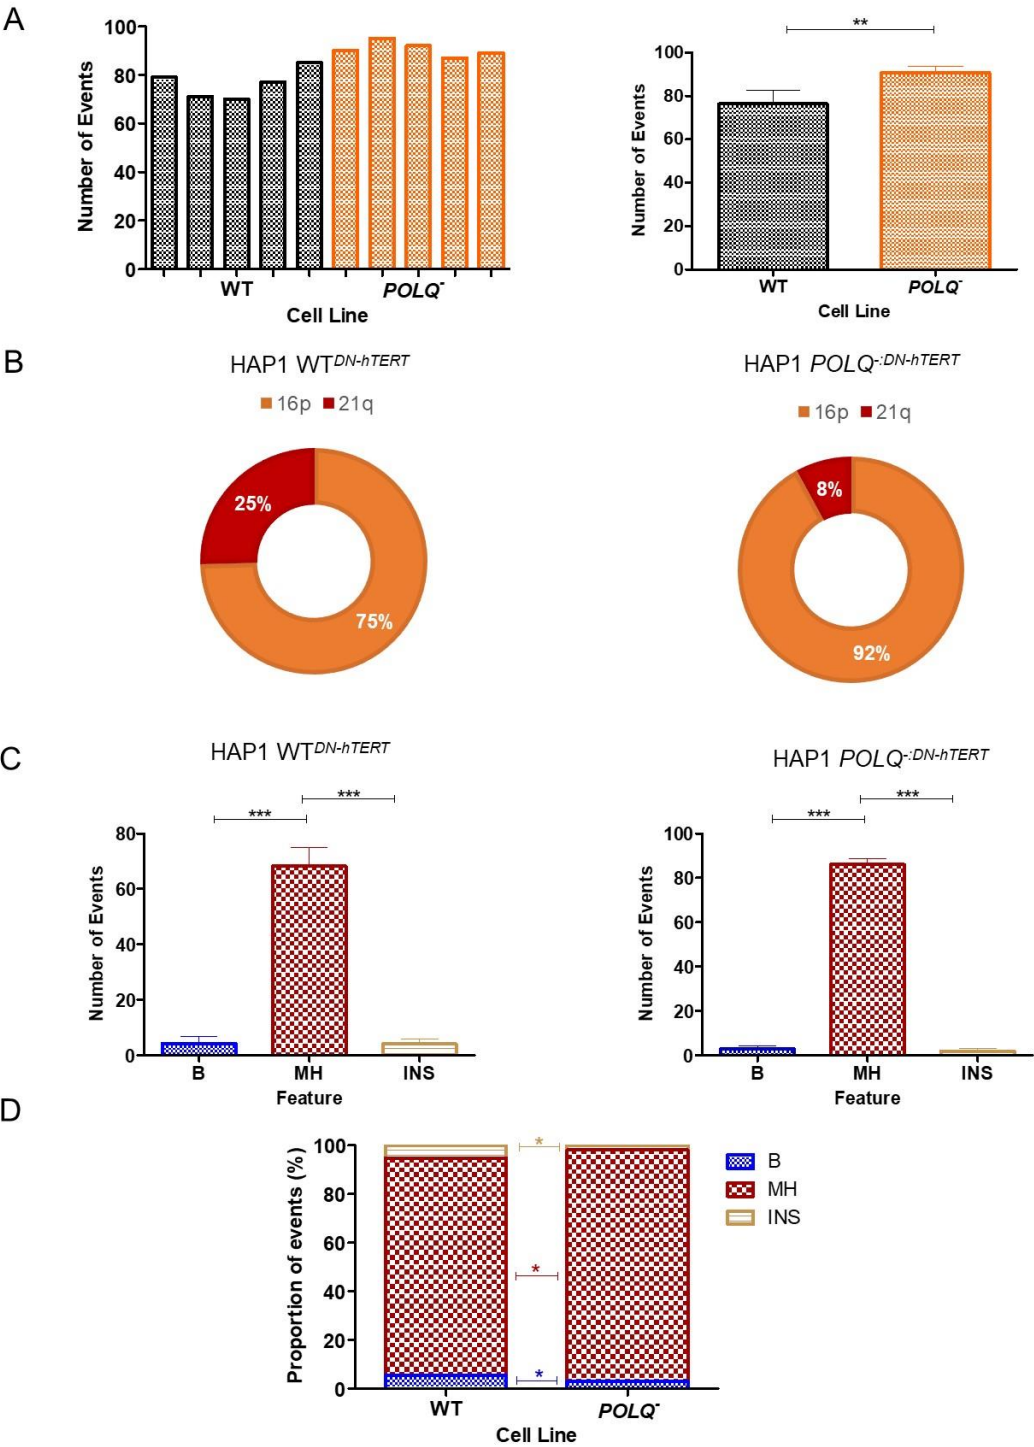 A
Number of Events
100
80
60
40
20
0
WT
POLQ-
Cell Line
**
Number of Events
100
80
60
40
20
0
WT
POLQ-
Cell Line
B
HAP1 WTDN-hTERT
16p 21q
25%
75%
HAP1 POLQ-:DN-hTERT
16p 21q
8%
92%
C
HAP1 WTDN-hTERT
***
***
Number of Events
80
60
40
20
0
B MH INS
Feature
HAP1 POLQ-:DN-hTERT
***
***
Number of Events
100
80
60
40
20
0
B MH INS
Feature
D
Proportion of events (%)
100
80
60
40
20
0
*
*
*
WT
POLQ-
Cell Line
B
MH
INS